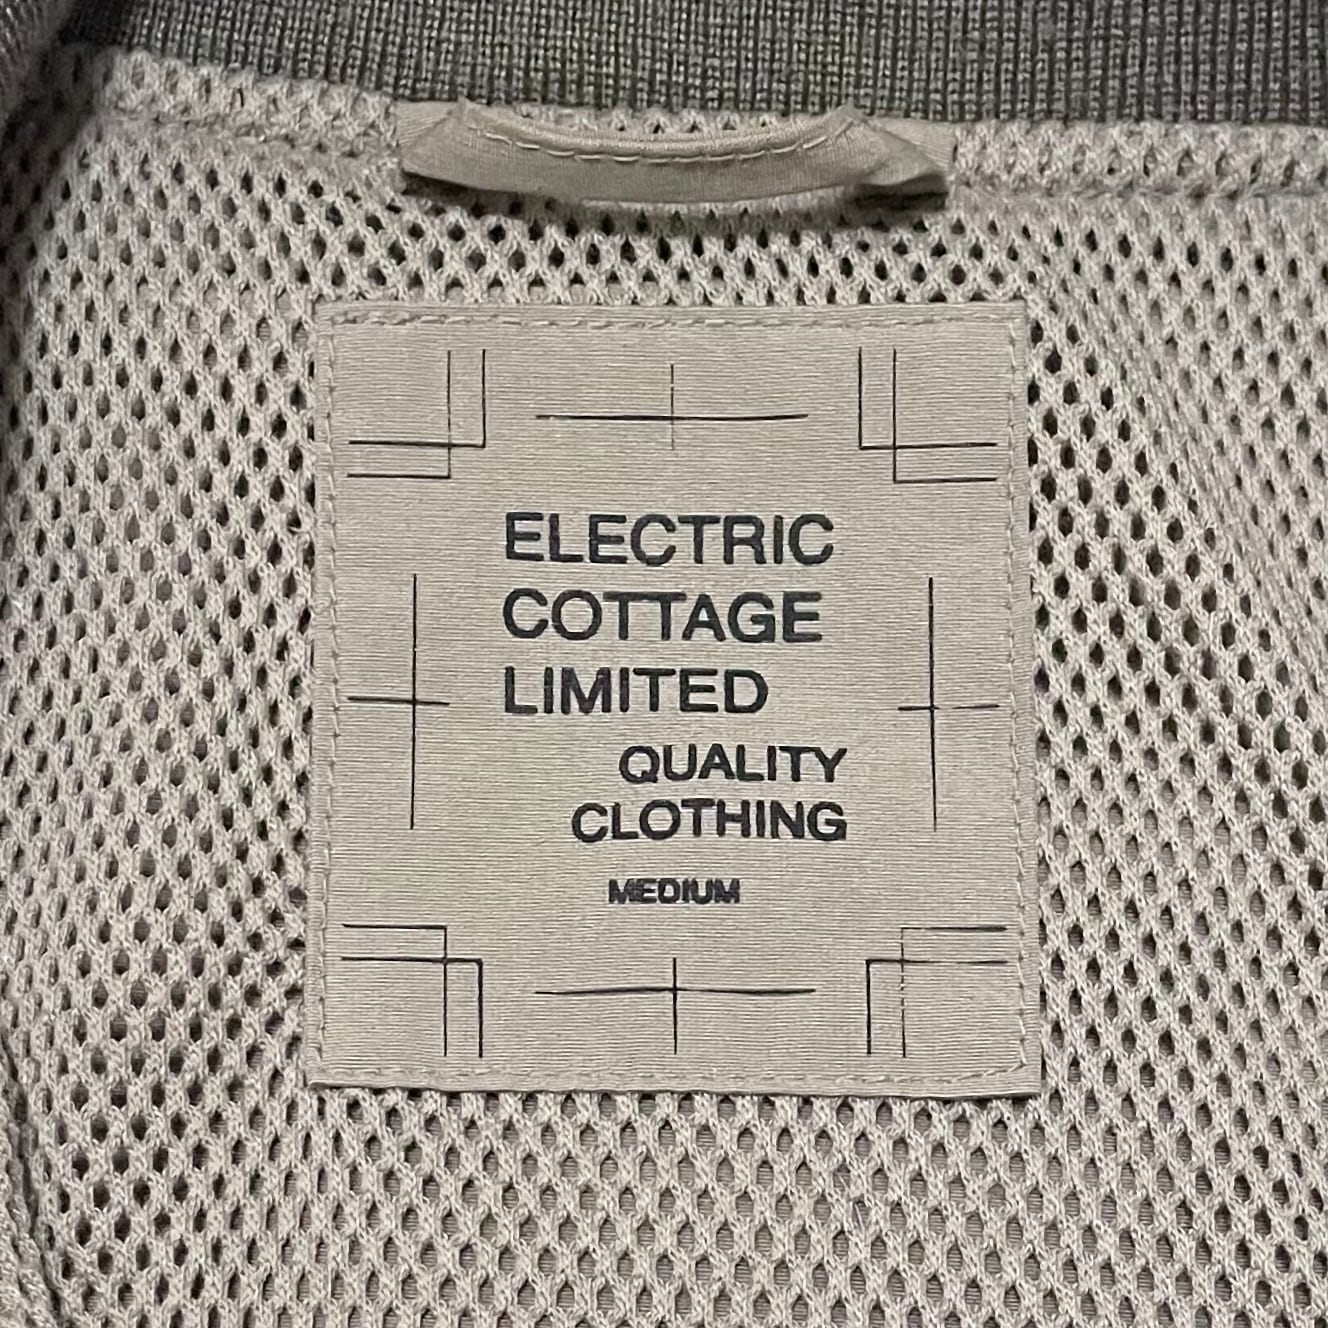 ELECTRIC
COTTAGE
LIMITED
QUALITY
CLOTHING
MEDIUM